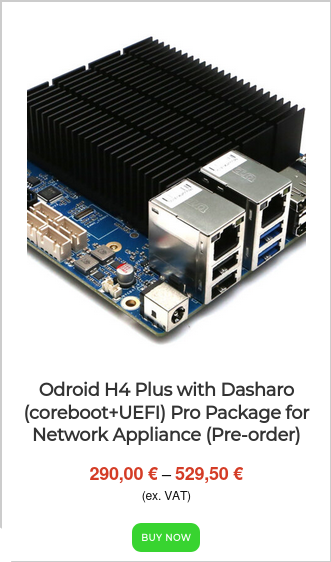 Odroid H4 Plus with Dasharo
(coreboot+UEFI) Pro Package for
Network Appliance (Pre-order)
290,00 € – 529,50 €
(ex. VAT)
BUY NOW